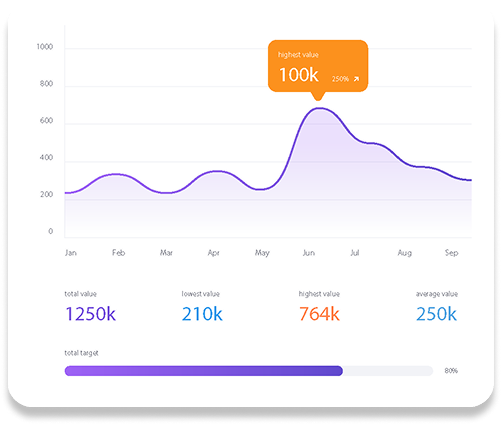 1000
highest value
100k 250%
800
600
400
200
0
Jan Feb Mar Apr May Jun Jul Aug Sep
total value lowest value highest value average value
1250k 210k 764k 250k
total target
80%